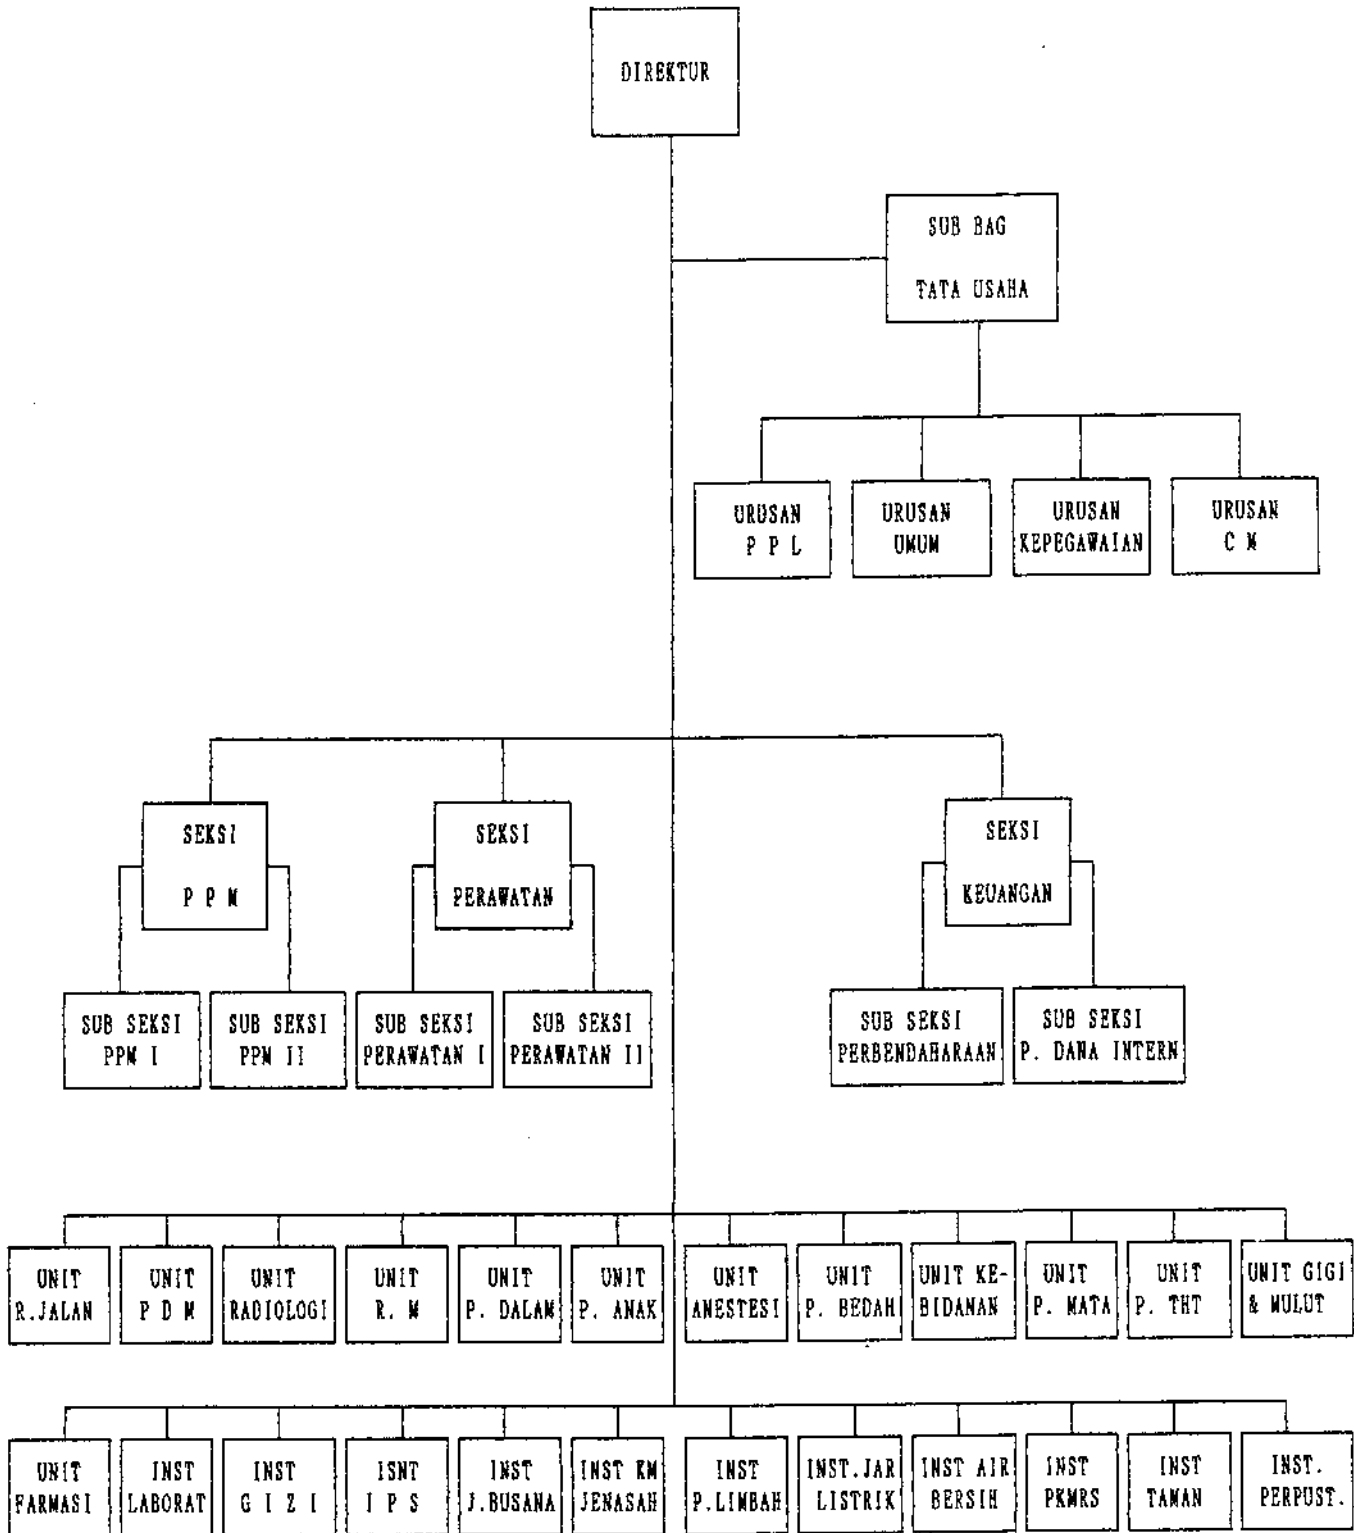 DIREKTUR
SUB BAG
TATA USAHA
URUSAN
P P L
URUSAN
UMUM
URUSAN
KEPEGAWAIAN
URUSAN
C M
SEKSI
P P M
SEKSI
PERAWATAN
SEKSI
KEUANGAN
SUB SEKSI
PPM I
SUB SEKSI
PPM II
SUB SEKSI
PERAWATAN I
SUB SEKSI
PERAWATAN II
SUB SEKSI
PERBENDAHARAAN
SUB SEKSI
P. DANA INTERN
UNIT
R.JALAN
UNIT
P D M
UNIT
RADIOLOGI
UNIT
R. M
UNIT
P. DALAM
UNIT
P. ANAK
UNIT
ANESTESI
UNIT
P. BEDAH
UNIT KE-
BIDANAN
UNIT
P. MATA
UNIT
P. THT
UNIT GIGI
& MULUT
UNIT
FARMASI
INST
LABORAT
INST
G I Z I
ISNT
I P S
INST
J.BUSANA
INST KM
JENASAH
INST
P.LIMBAH
INST.JAR
LISTRIK
INST AIR
BERSIH
INST
PKMRS
INST
TAMAN
INST.
PERPUST.